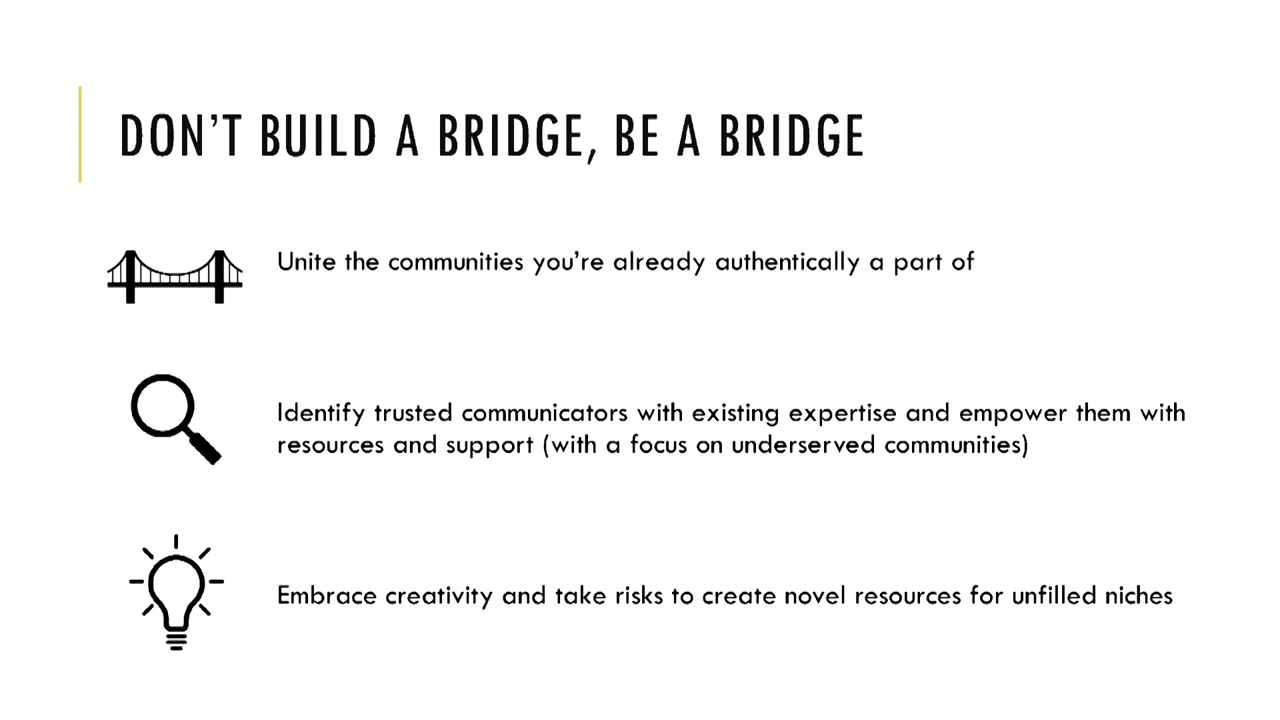 DON'T BUILD A BRIDGE, BE A BRIDGE
Unite the communities you're already authentically a part of
Identify trusted communicators with existing expertise and empower them with
resources and support (with a focus on underserved communities)
Embrace creativity and take risks to create novel resources for unfilled niches